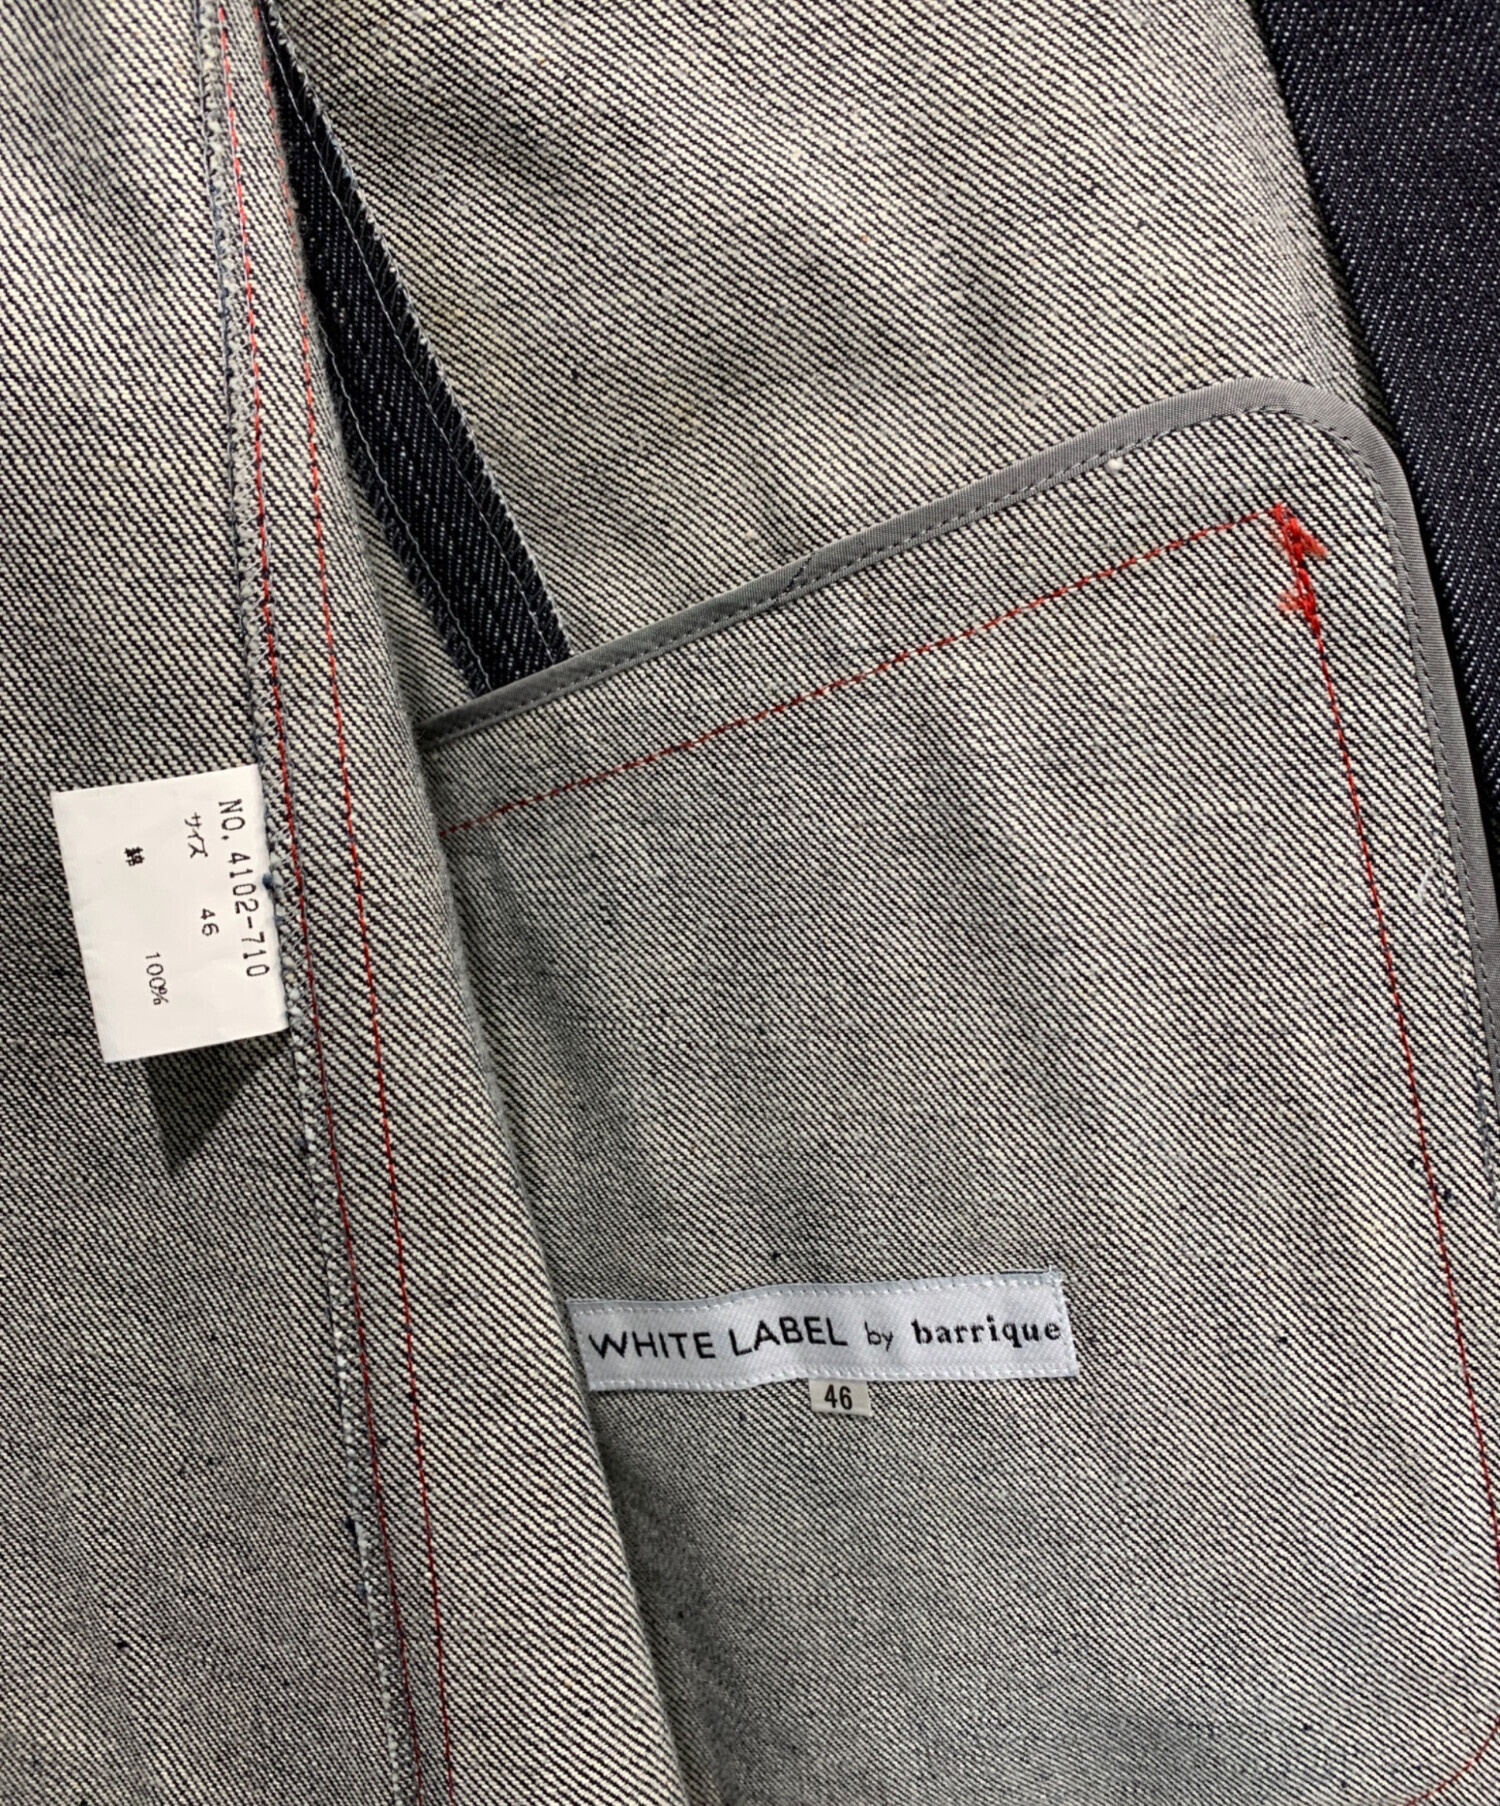 NO. 4102-710
サイズ 46
綿 100%
WHITE LABEL by barrique
46